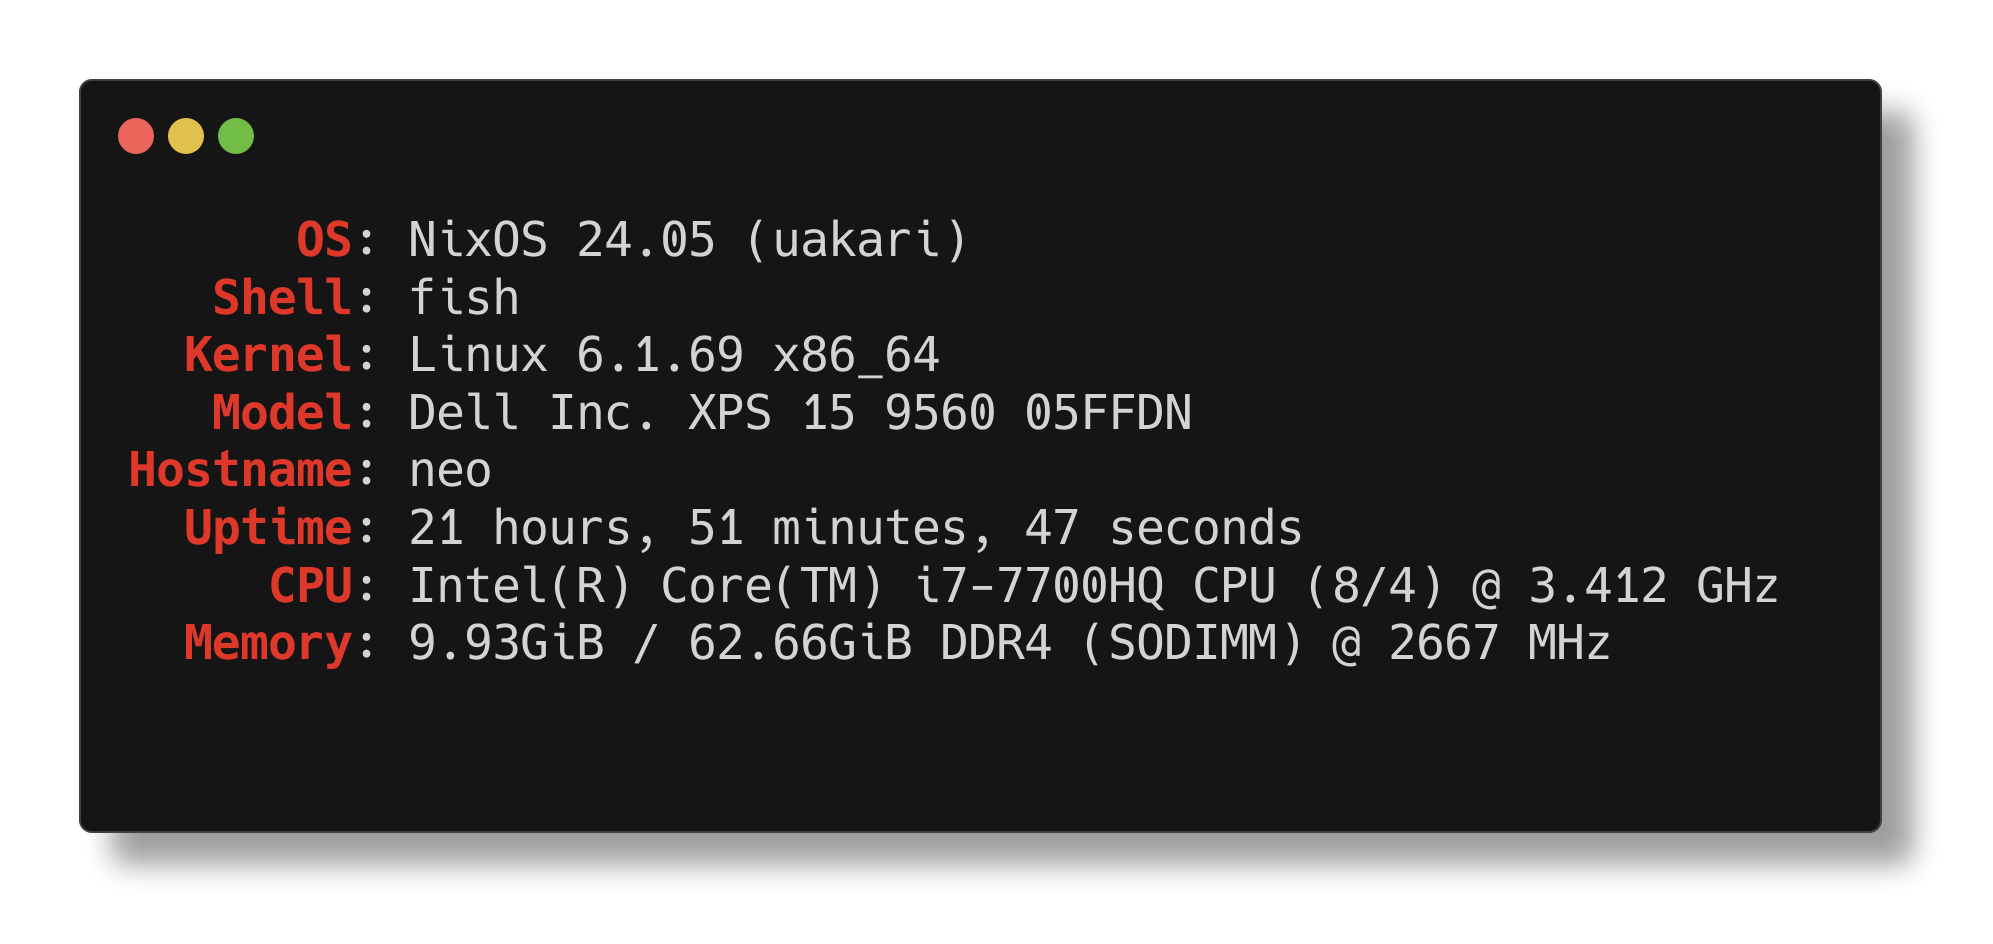 OS: NixOS 24.05 (uakari)
Shell: fish
Kernel: Linux 6.1.69 x86_64
Model: Dell Inc. XPS 15 9560 05FFDN
Hostname: neo
Uptime: 21 hours, 51 minutes, 47 seconds
CPU: Intel(R) Core(TM) i7-7700HQ CPU (8/4) @ 3.412 GHz
Memory: 9.93GiB / 62.66GiB DDR4 (SODIMM) @ 2667 MHz